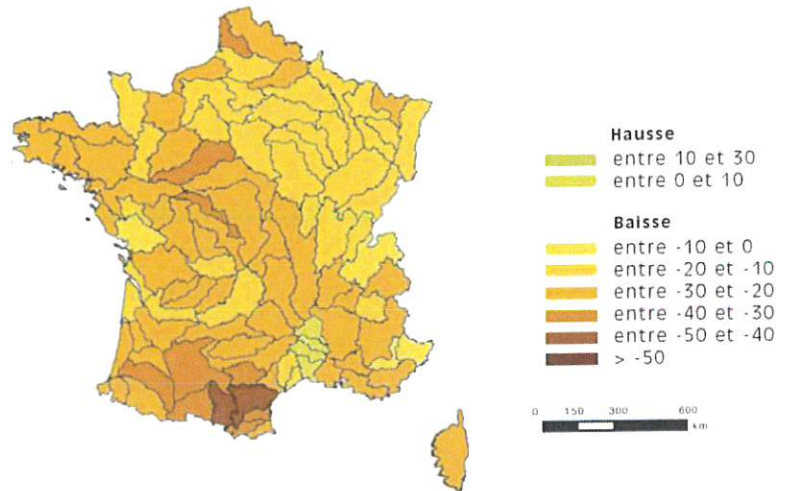 Hausse
entre 10 et 30
entre 0 et 10
Baisse
entre -10 et 0
entre -20 et -10
entre -30 et -20
entre -40 et -30
entre -50 et -40
> -50
0 150 300 600
km